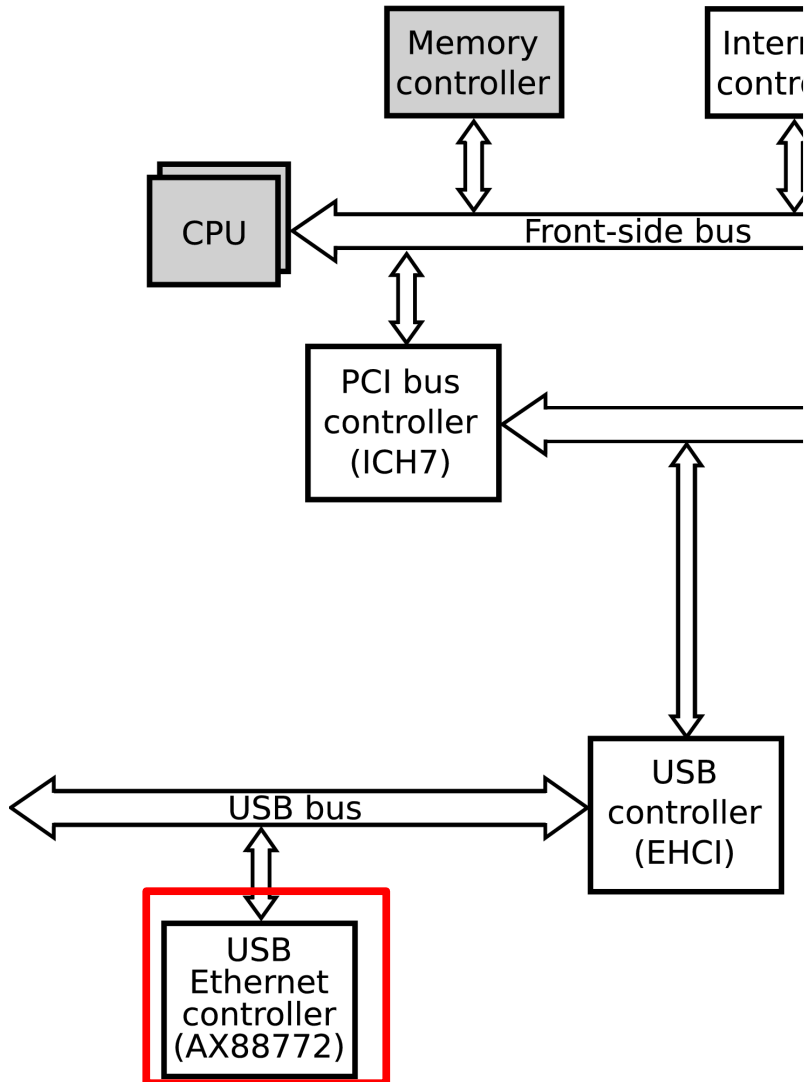 Memory
controller
CPU
Front-side bus
PCI bus
controller
(ICH7)
USB
controller
(EHCI)
USB bus
USB
Ethernet
controller
(AX88772)